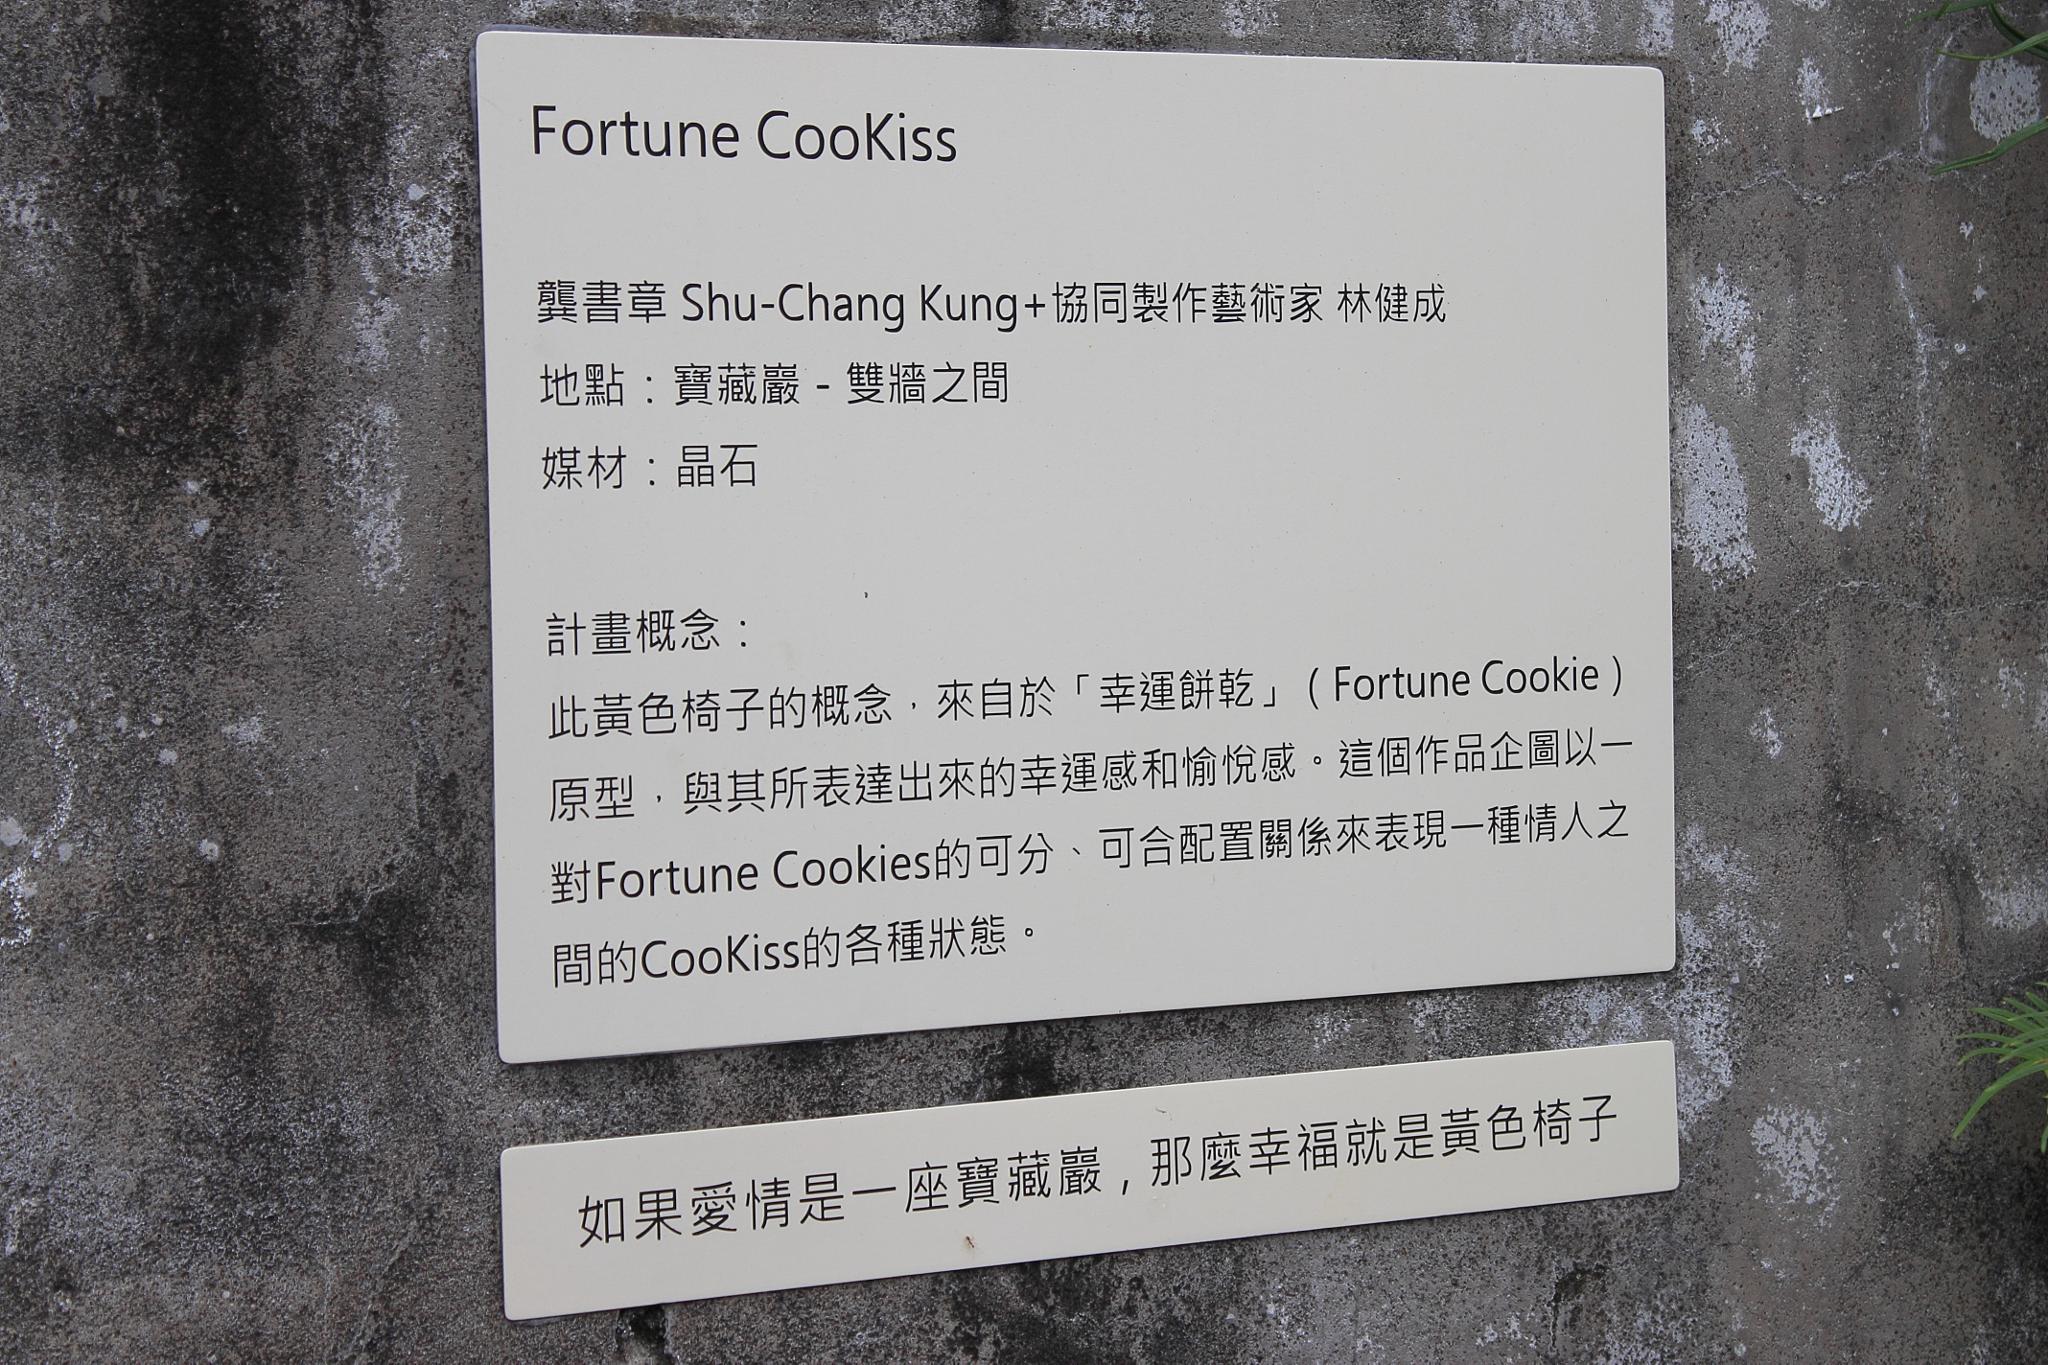 Fortune CooKiss
龔書章 Shu-Chang Kung+協同製作藝術家 林健成
地點：寶藏巖 - 雙牆之間
媒材：晶石
計畫概念：
此黃色椅子的概念，來自於「幸運餅乾」（Fortune Cookie）
原型，與其所表達出來的幸運感和愉悅感。這個作品企圖以一
對Fortune Cookies的可分、可合配置關係來表現一種情人之
間的CooKiss的各種狀態。
如果愛情是一座寶藏巖，那麼幸福就是黃色椅子